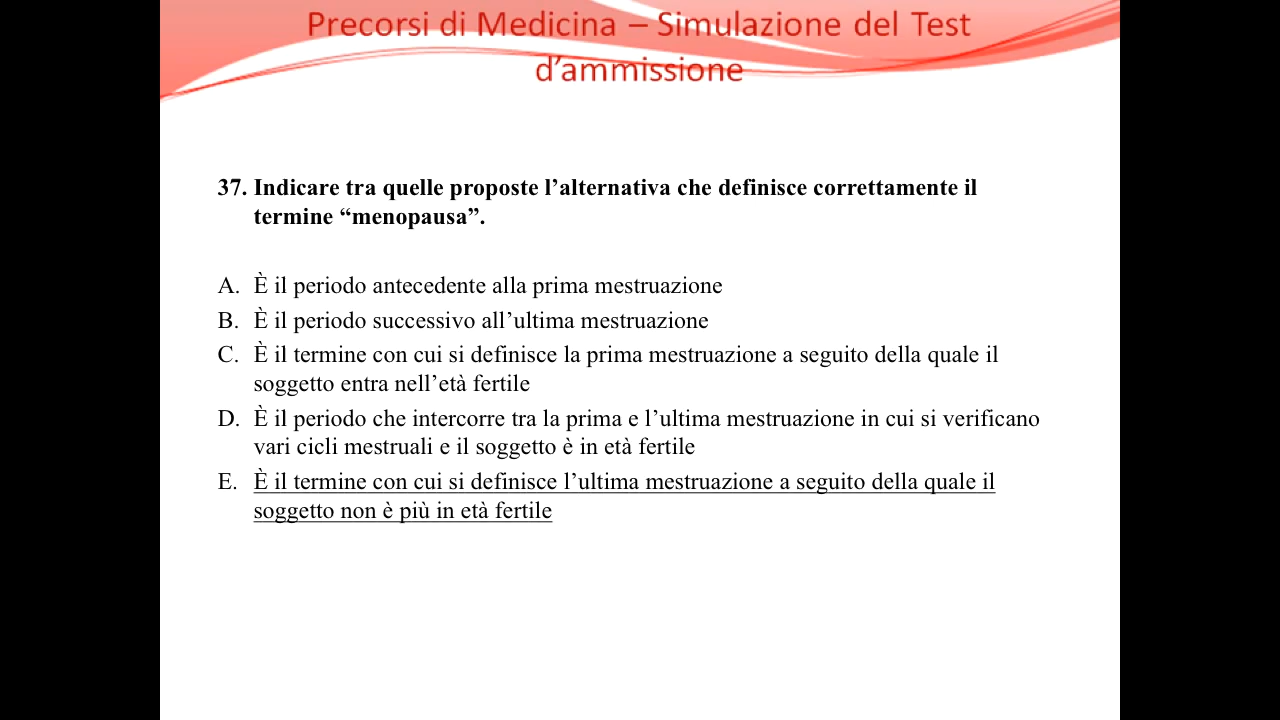 Precorsi di Medicina – Simulazione del Test
d’ammissione
37. Indicare tra quelle proposte l’alternativa che definisce correttamente il
termine “menopausa”.
A. È il periodo antecedente alla prima mestruazione
B. È il periodo successivo all’ultima mestruazione
C. È il termine con cui si definisce la prima mestruazione a seguito della quale il
soggetto entra nell’età fertile
D. È il periodo che intercorre tra la prima e l’ultima mestruazione in cui si verificano
vari cicli mestruali e il soggetto è in età fertile
E. È il termine con cui si definisce l’ultima mestruazione a seguito della quale il
soggetto non è più in età fertile